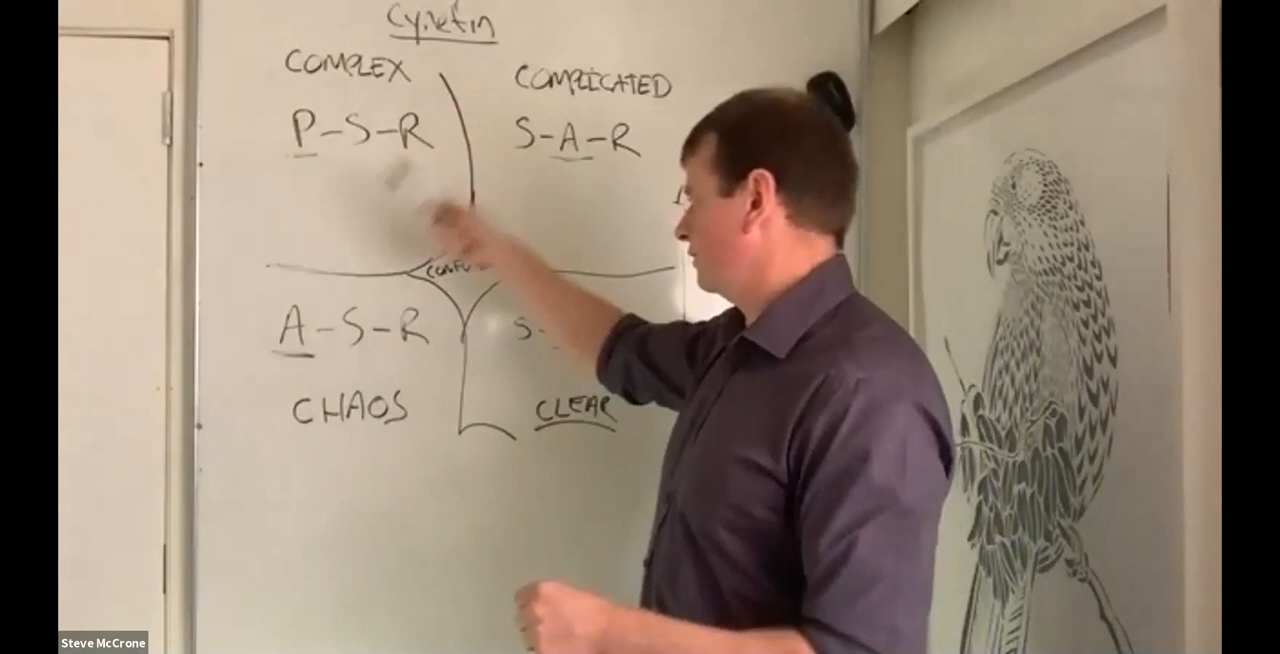 Cynefin
COMPLEX
COMPLICATED
P-S-R
S-A-R
A-S-R
S-
CHAOS
CLEAR
Steve McCrone